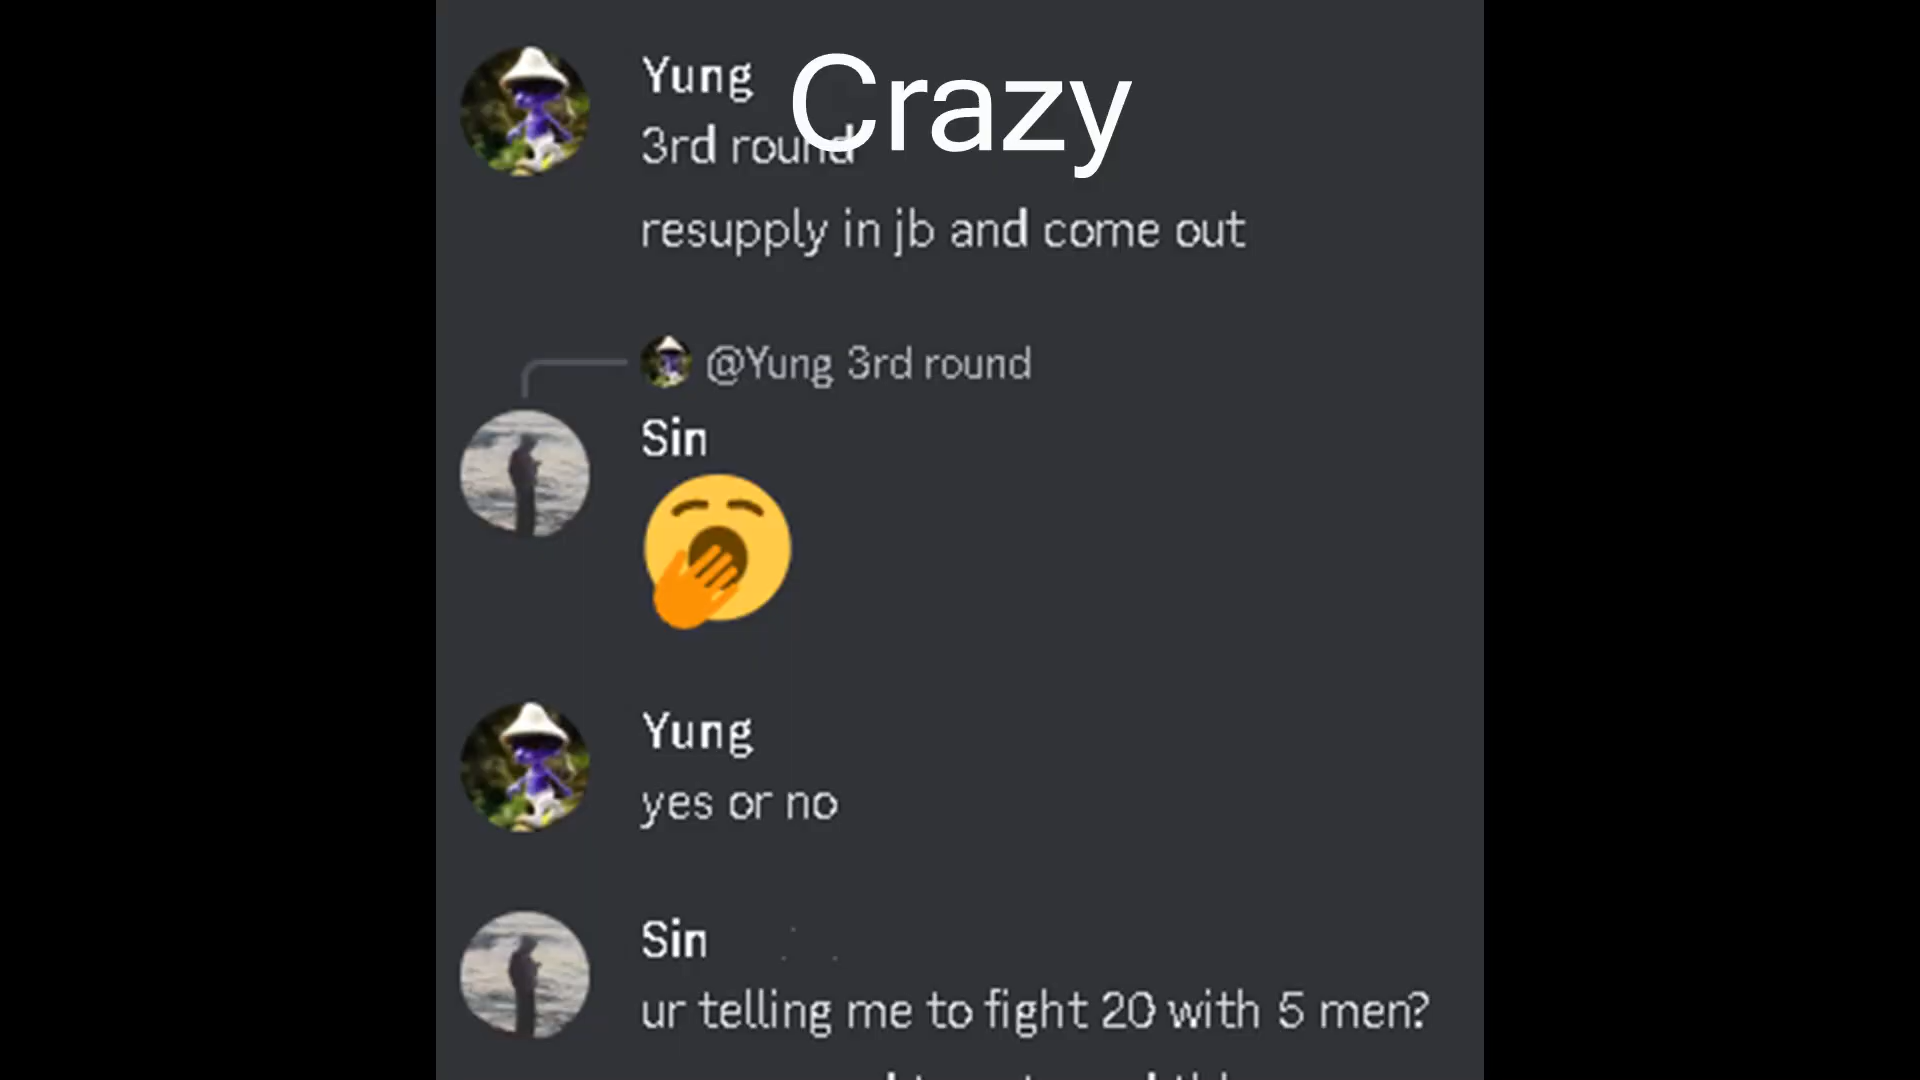 Yung
Crazy
3rd round
resupply in jb and come out
@Yung 3rd round
Sin
Yung
yes or no
Sin
ur telling me to fight 20 with 5 men?